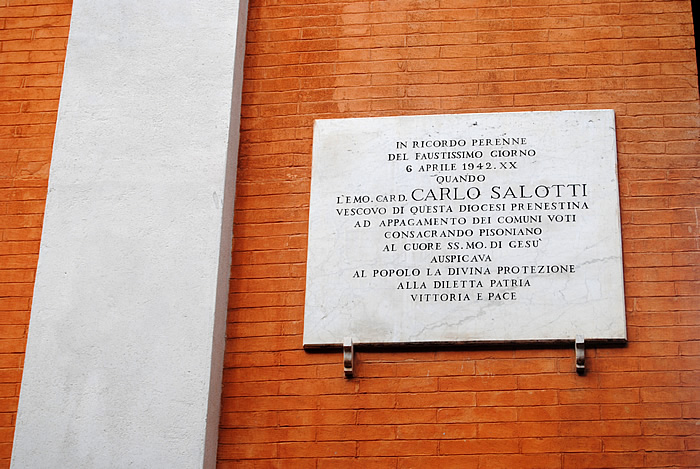 IN RICORDO PERENNE
DEL FAUSTISSIMO GIORNO
6 APRILE 1942.XX
QUANDO
L'EMO. CARD. CARLO SALOTTI
VESCOVO DI QUESTA DIOCESI PRENESTINA
AD APPAGAMENTO DEI COMUNI VOTI
CONSACRANDO PISONIANO
AL CUORE SS.MO. DI GESÙ
AUSPICAVA
AL POPOLO LA DIVINA PROTEZIONE
ALLA DILETTA PATRIA
VITTORIA E PACE